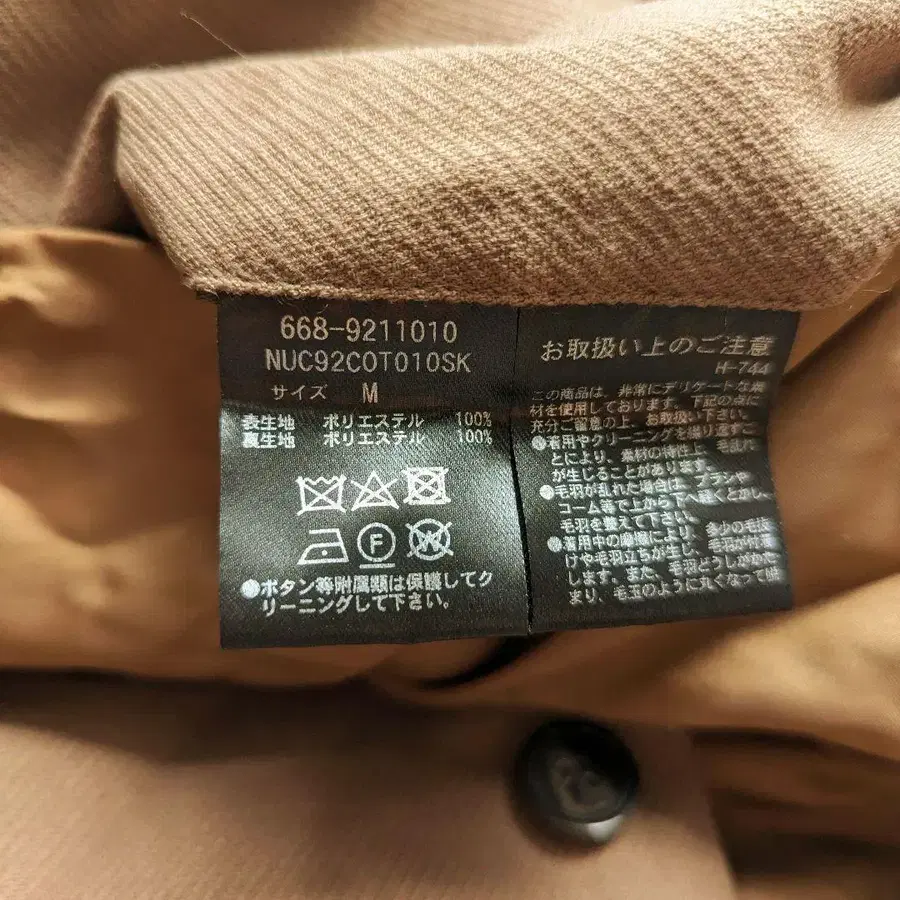 668-9211010
NUC92COT010SK
サイズ M
表生地 ポリエステル 100%
裏生地 ポリエステル 100%
F
W
●ボタン等附属類は保護してク
リーニングして下さい。
お取扱い上のご注意
H-744
この商品は、非常にデリケートな素
材を使用しております。下記の点に
充分ご留意の上、お取扱い下さい。
●着用やクリーニングを繰り返すこ
とにより、素材の特性上、毛乱れ
が生じることがあります。
●毛羽が乱れた場合は、ブラシや
コーム等で上から下へ軽くとかし、
毛羽を整えて下さい。
●着用中の摩擦により、多少の毛抜
けや毛羽立ちが生じ、毛羽が
します。また、毛羽どうしがから
まり、毛玉のように丸くなって